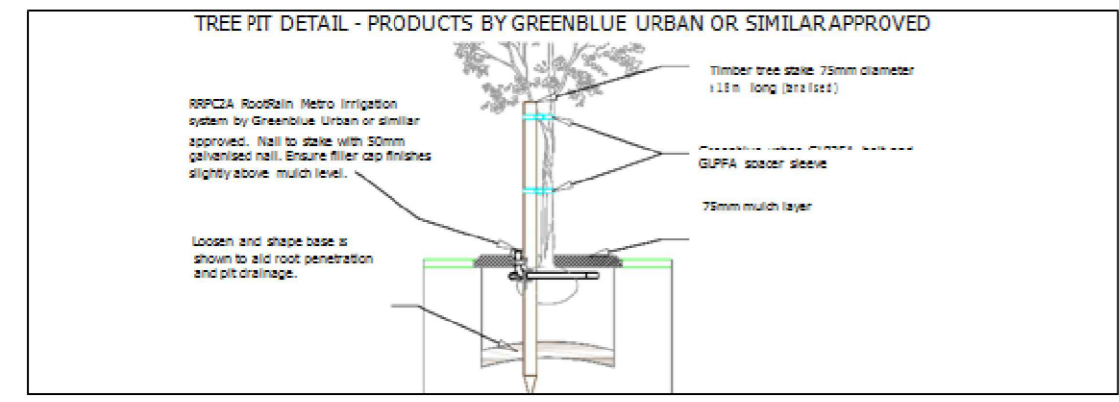 TREE PIT DETAIL - PRODUCTS BY GREENBLUE URBAN OR SIMILAR APPROVED
Timber tree stake 75mm diameter
long
RRPC2A RootRain Metro Irrigation
system by Greenblue Urban or similar
approved. Nail to stake with 50mm
galvanised nail. Ensure filler cap finishes
slightly above mulch level.
GLPFA spacer sleeve
75mm mulch layer
Loosen and shape base is
shown to aid root penetration
and pit drainage.